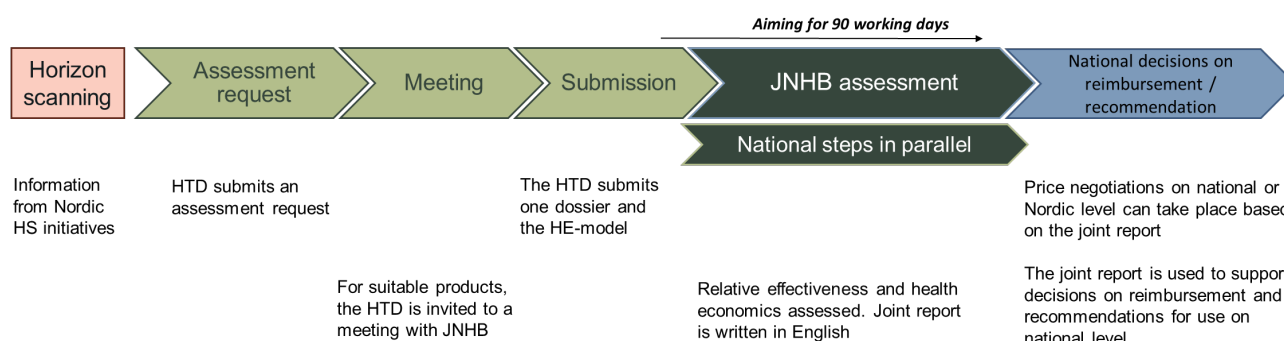 Aiming for 90 working days
Horizon
scanning
Assessment
request
Meeting
Submission
JNHB assessment
National decisions on
reimbursement /
recommendation
National steps in parallel
Information
from Nordic
HS initiatives
HTD submits an
assessment request
For suitable products,
the HTD is invited to a
meeting with JNHB
The HTD submits
one dossier and
the HE-model
Relative effectiveness and health
economics assessed. Joint report
is written in English
Price negotiations on national or
Nordic level can take place based
on the joint report
The joint report is used to suppor
decisions on reimbursement and
recommendations for use on
national level